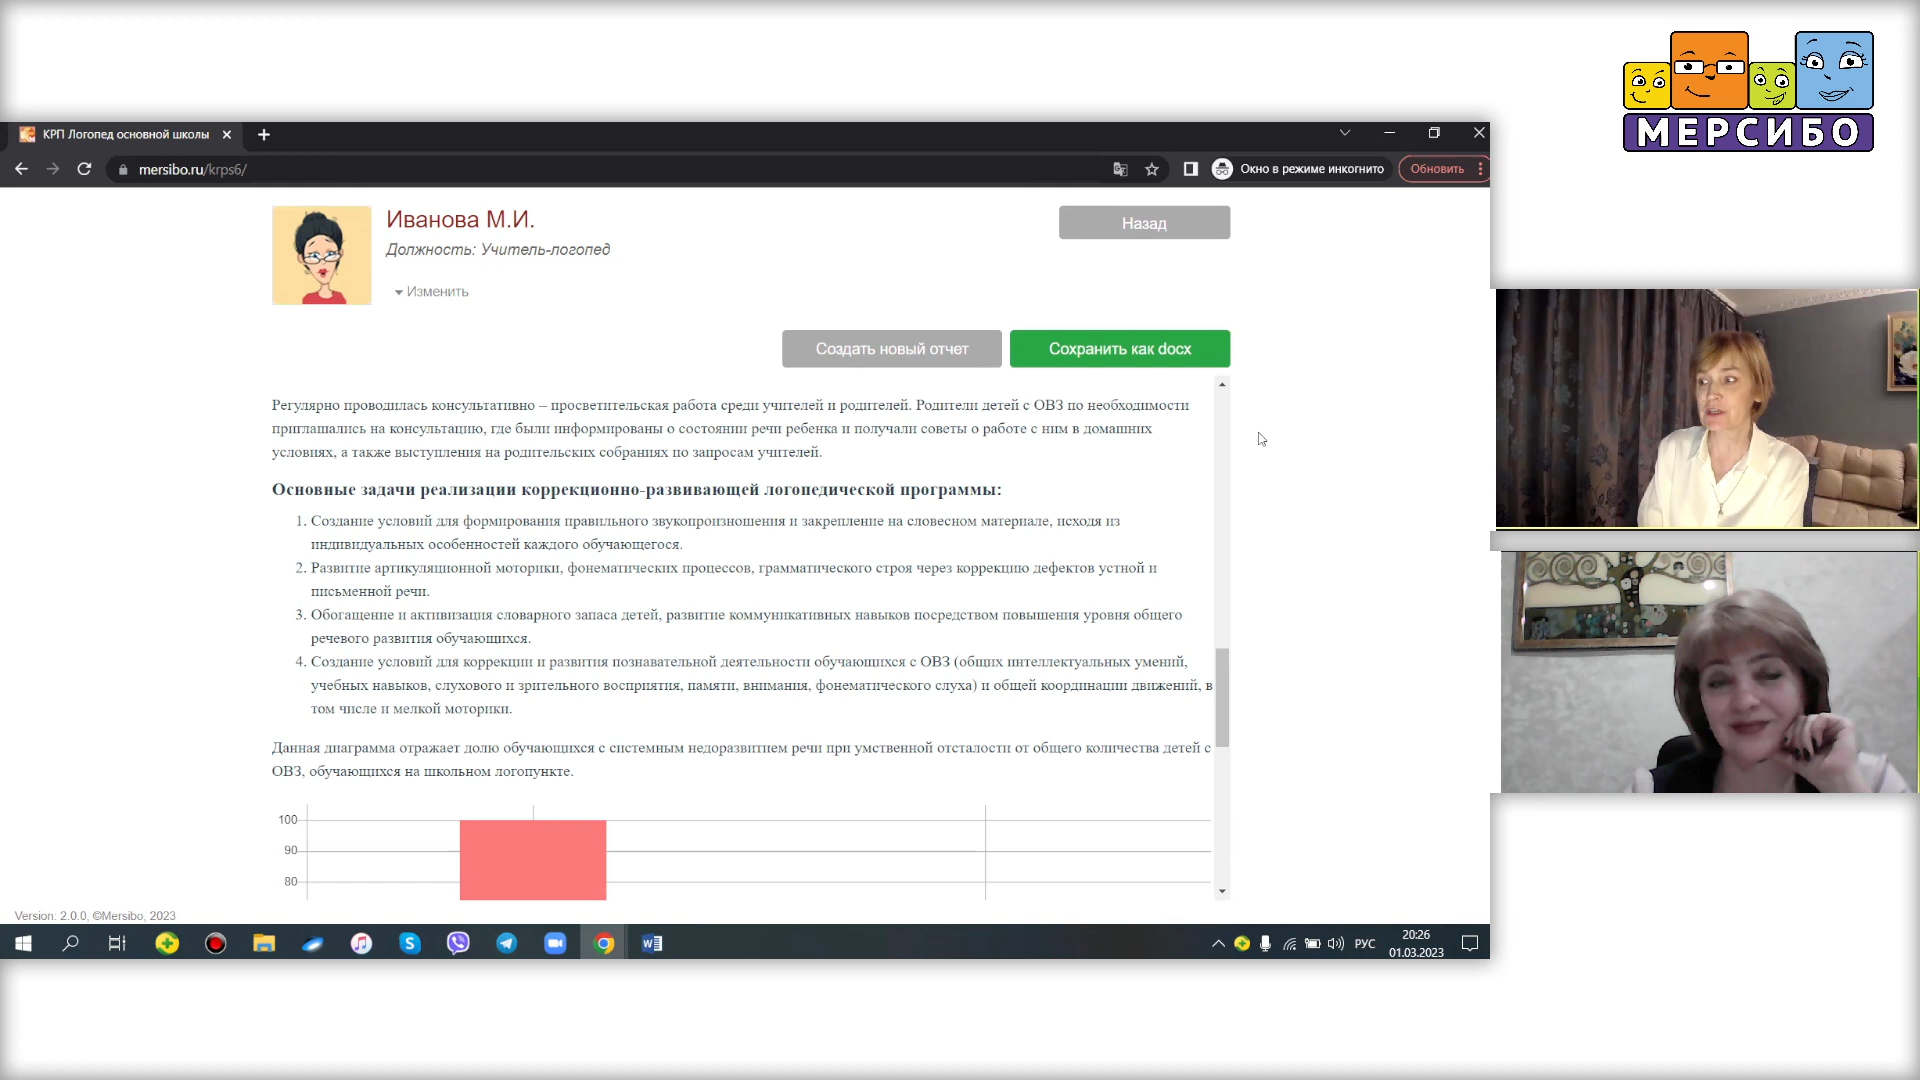 МЕРСИБО
КРП Логопед основной школы
mersibo.ru/krps6/
Окно в режиме инкогнито
Обновить
Иванова М.И.
Должность: Учитель-логопед
Изменить
Назад
Создать новый отчет
Сохранить как docx
Регулярно проводилась консультативно – просветительская работа среди учителей и родителей. Родители детей с ОВЗ по необходимости
приглашались на консультацию, где были информированы о состоянии речи ребенка и получали советы о работе с ним в домашних
условиях, а также выступления на родительских собраниях по запросам учителей.
Основные задачи реализации коррекционно-развивающей логопедической программы:
1. Создание условий для формирования правильного звукопроизношения и закрепление на словесном материале, исходя из
индивидуальных особенностей каждого обучающегося.
2. Развитие артикуляционной моторики, фонематических процессов, грамматического строя через коррекцию дефектов устной и
письменной речи.
3. Обогащение и активизация словарного запаса детей, развитие коммуникативных навыков посредством повышения уровня общего
речевого развития обучающихся.
4. Создание условий для коррекции и развития познавательной деятельности обучающихся с ОВЗ (общих интеллектуальных умений,
учебных навыков, слухового и зрительного восприятия, памяти, внимания, фонематического слуха) и общей координации движений, в
том числе и мелкой моторики.
Данная диаграмма отражает долю обучающихся с системным недоразвитием речи при умственной отсталости от общего количества детей с
ОВЗ, обучающихся на школьном логопункте.
100
90
80
Version: 2.0.0, ©Mersibo, 2023
РУС
20:26
01.03.2023